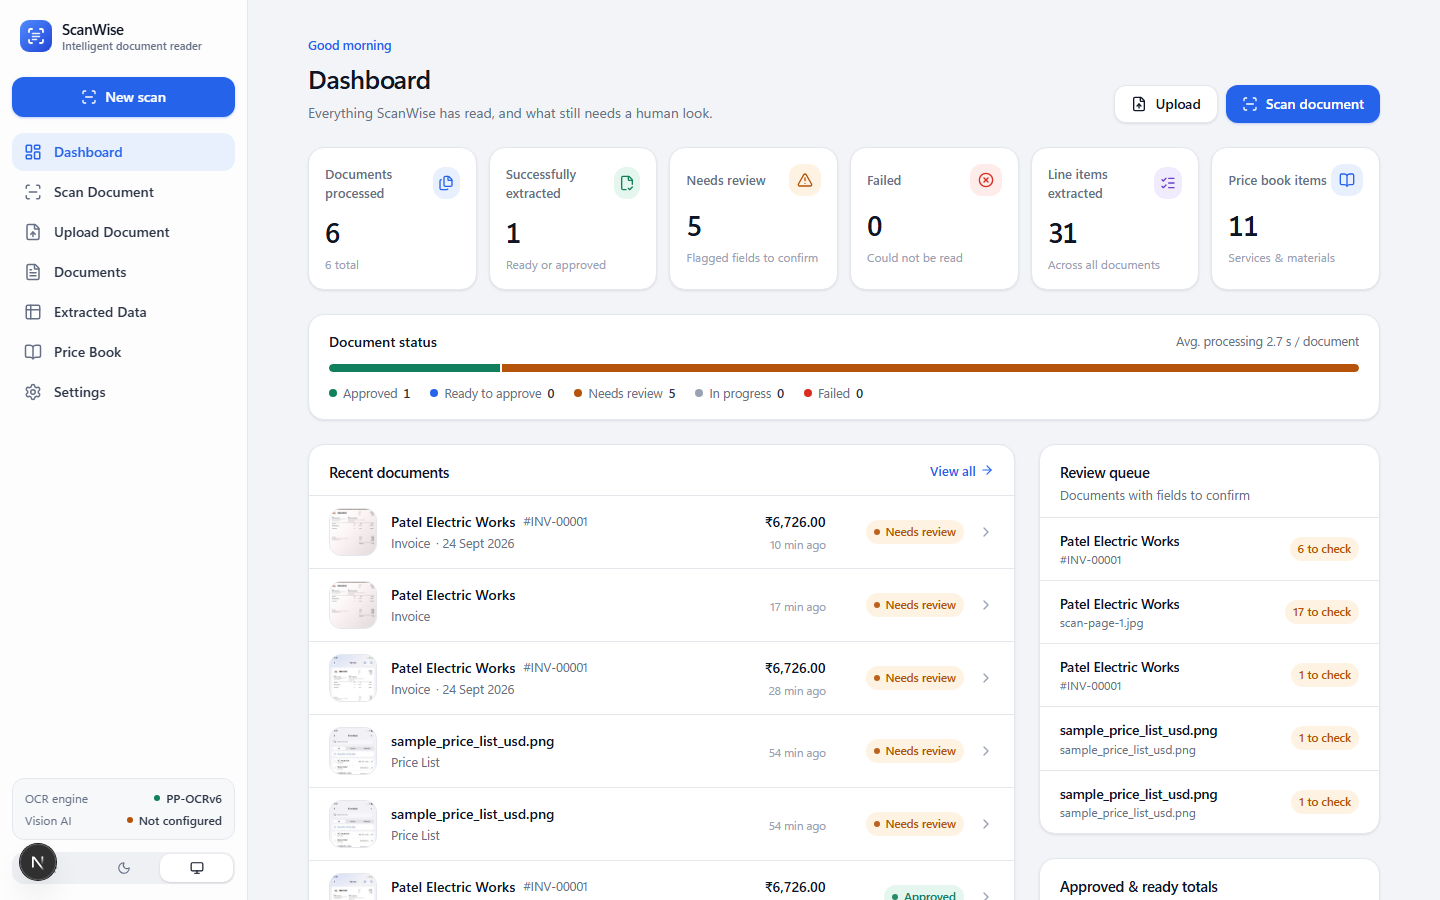 ScanWise
Intelligent document reader
New scan
Dashboard
Scan Document
Upload Document
Documents
Extracted Data
Price Book
Settings
OCR engine PP-OCRv6
Vision AI Not configured
N
Good morning
Dashboard
Everything ScanWise has read, and what still needs a human look.
Upload
Scan document
Documents processed
6
6 total
Successfully extracted
1
Ready or approved
Needs review
5
Flagged fields to confirm
Failed
0
Could not be read
Line items extracted
31
Across all documents
Price book items
11
Services & materials
Document status
Avg. processing 2.7 s / document
Approved 1 Ready to approve 0 Needs review 5 In progress 0 Failed 0
Recent documents
View all
Patel Electric Works #INV-00001 ₹6,726.00 Needs review
Invoice · 24 Sept 2026 10 min ago
Patel Electric Works Needs review
Invoice 17 min ago
Patel Electric Works #INV-00001 ₹6,726.00 Needs review
Invoice · 24 Sept 2026 28 min ago
sample_price_list_usd.png Needs review
Price List 54 min ago
sample_price_list_usd.png Needs review
Price List 54 min ago
Patel Electric Works #INV-00001 ₹6,726.00 Approved
Review queue
Documents with fields to confirm
Patel Electric Works 6 to check
#INV-00001
Patel Electric Works 17 to check
scan-page-1.jpg
Patel Electric Works 1 to check
#INV-00001
sample_price_list_usd.png 1 to check
sample_price_list_usd.png
sample_price_list_usd.png 1 to check
sample_price_list_usd.png
Approved & ready totals